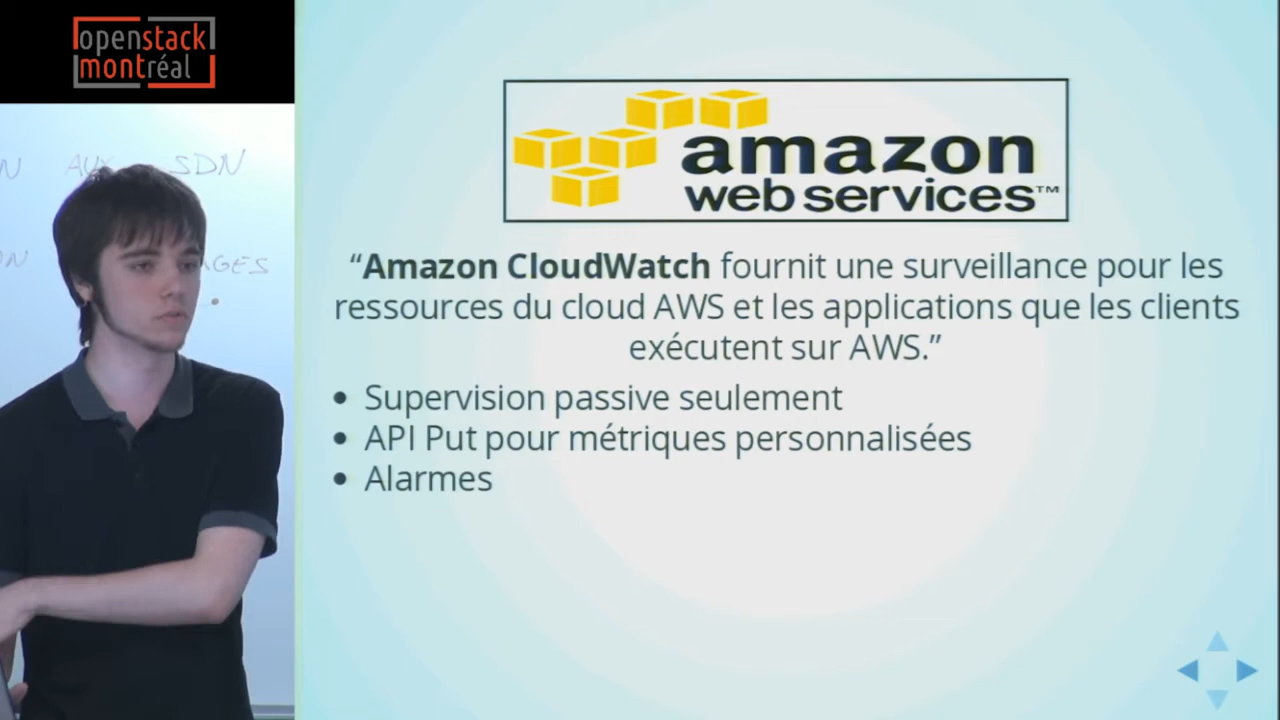 openstack
montréal
SDN
amazon
web services™
“Amazon CloudWatch fournit une surveillance pour les
ressources du cloud AWS et les applications que les clients
exécutent sur AWS.”
• Supervision passive seulement
• API Put pour métriques personnalisées
• Alarmes